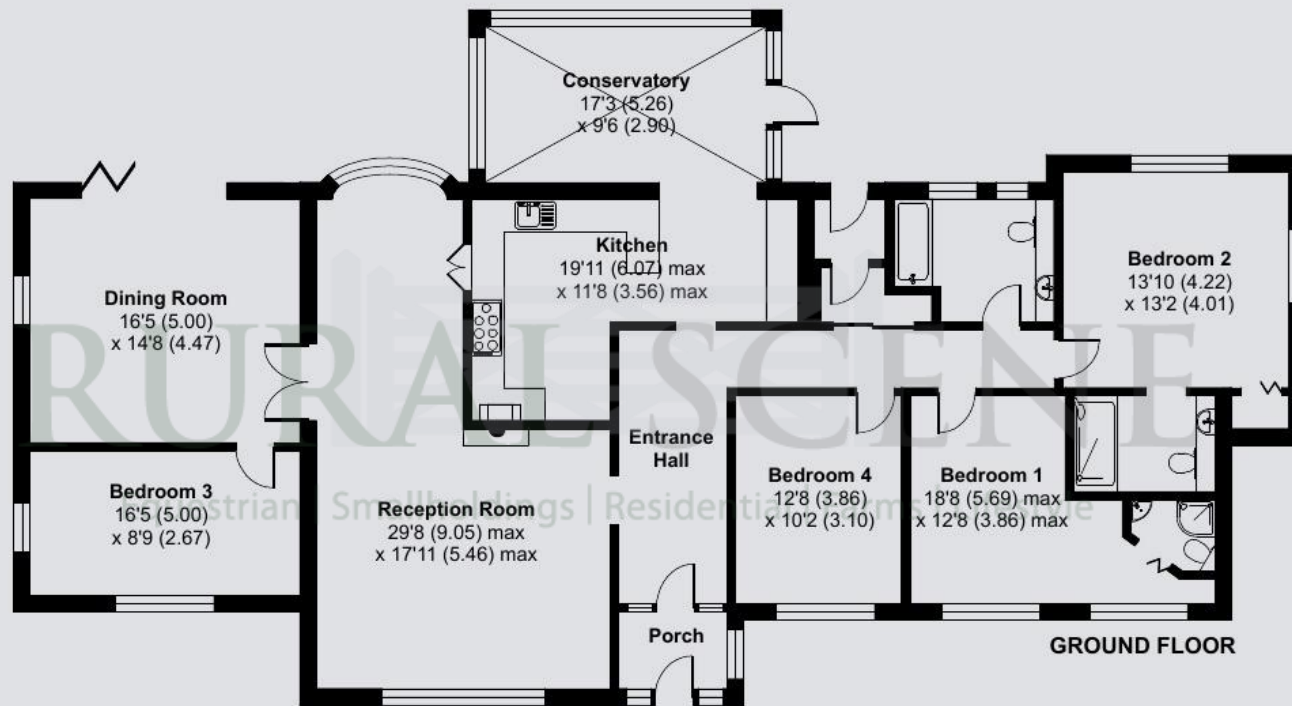 Conservatory
17'3 (5.26)
x 9'6 (2.90)
Kitchen
19'11 (6.07) max
x 11'8 (3.56) max
Bedroom 2
13'10 (4.22)
x 13'2 (4.01)
Dining Room
16'5 (5.00)
x 14'8 (4.47)
RURAL SCENE
Equestrian | Smallholdings | Residential | Farms | Lifestyle
Entrance
Hall
Bedroom 3
16'5 (5.00)
x 8'9 (2.67)
Reception Room
29'8 (9.05) max
x 17'11 (5.46) max
Bedroom 4
12'8 (3.86)
x 10'2 (3.10)
Bedroom 1
18'8 (5.69) max
x 12'8 (3.86) max
Porch
GROUND FLOOR